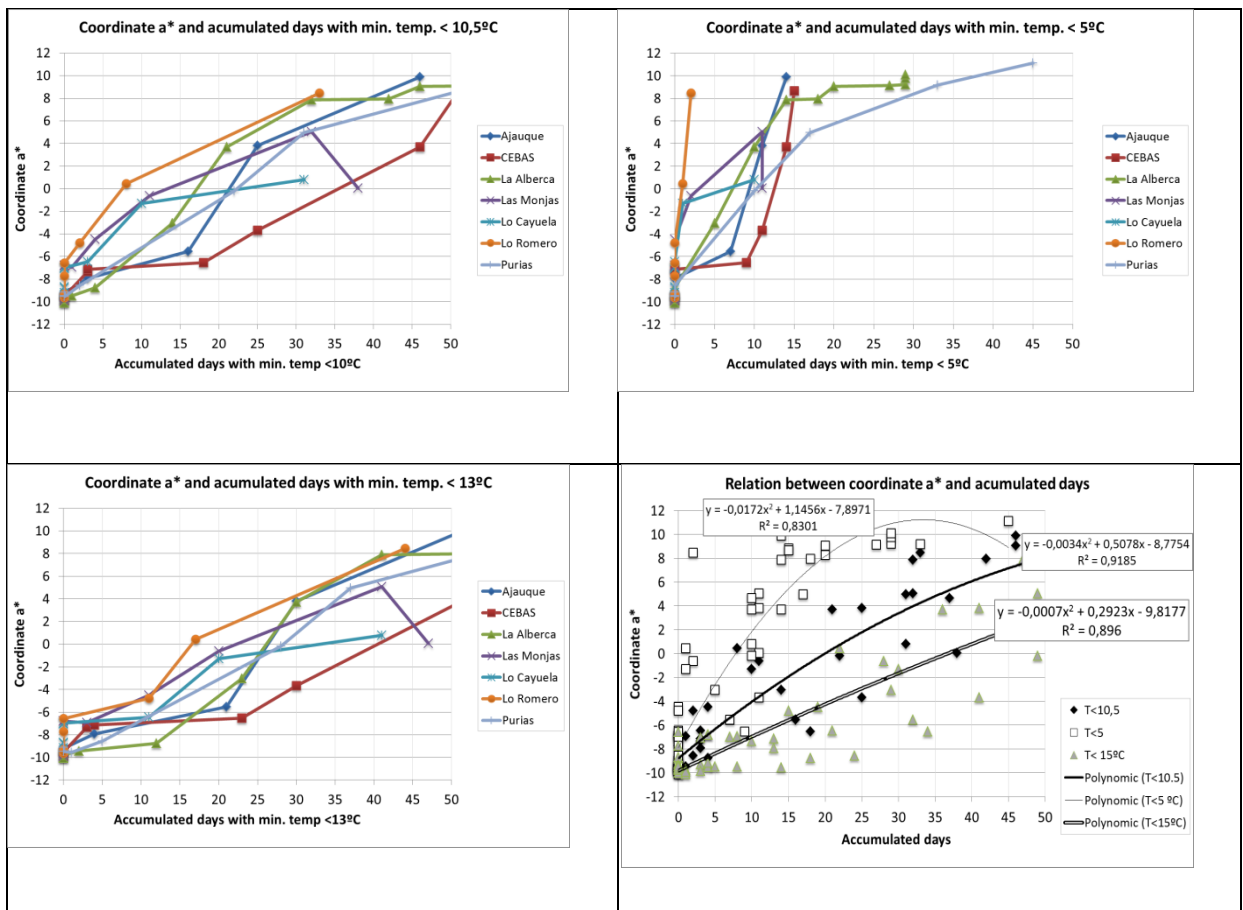 Coordinate a* and acumulated days with min. temp. < 10,5ºC
12
10
8
6
4
2
0
-2
-4
-6
-8
-10
-12
Coordinate a*
0 5 10 15 20 25 30 35 40 45 50
Accumulated days with min. temp <10ºC
Ajauque
CEBAS
La Alberca
Las Monjas
Lo Cayuela
Lo Romero
Purias
Coordinate a* and acumulated days with min. temp. < 5ºC
12
10
8
6
4
2
0
-2
-4
-6
-8
-10
-12
Coordinate a*
0 5 10 15 20 25 30 35 40 45 50
Accumulated days with min. temp < 5ºC
Ajauque
CEBAS
La Alberca
Las Monjas
Lo Cayuela
Lo Romero
Purias
Coordinate a* and acumulated days with min. temp. < 13ºC
12
10
8
6
4
2
0
-2
-4
-6
-8
-10
-12
Coordinate a*
0 5 10 15 20 25 30 35 40 45 50
Accumulated days with min. temp <13ºC
Ajauque
CEBAS
La Alberca
Las Monjas
Lo Cayuela
Lo Romero
Purias
Relation between coordinate a* and acumulated days
y = -0,0172x² + 1,1456x - 7,8971
R² = 0,8301
y = -0,0034x² + 0,5078x - 8,7754
R² = 0,9185
y = -0,0007x² + 0,2923x - 9,8177
R² = 0,896
12
10
8
6
4
2
0
-2
-4
-6
-8
-10
-12
Coordinate a*
0 5 10 15 20 25 30 35 40 45 50
Accumulated days
T<10,5
T<5
T< 15ºC
Polynomic (T<10.5)
Polynomic (T<5 ºC)
Polynomic (T<15ºC)